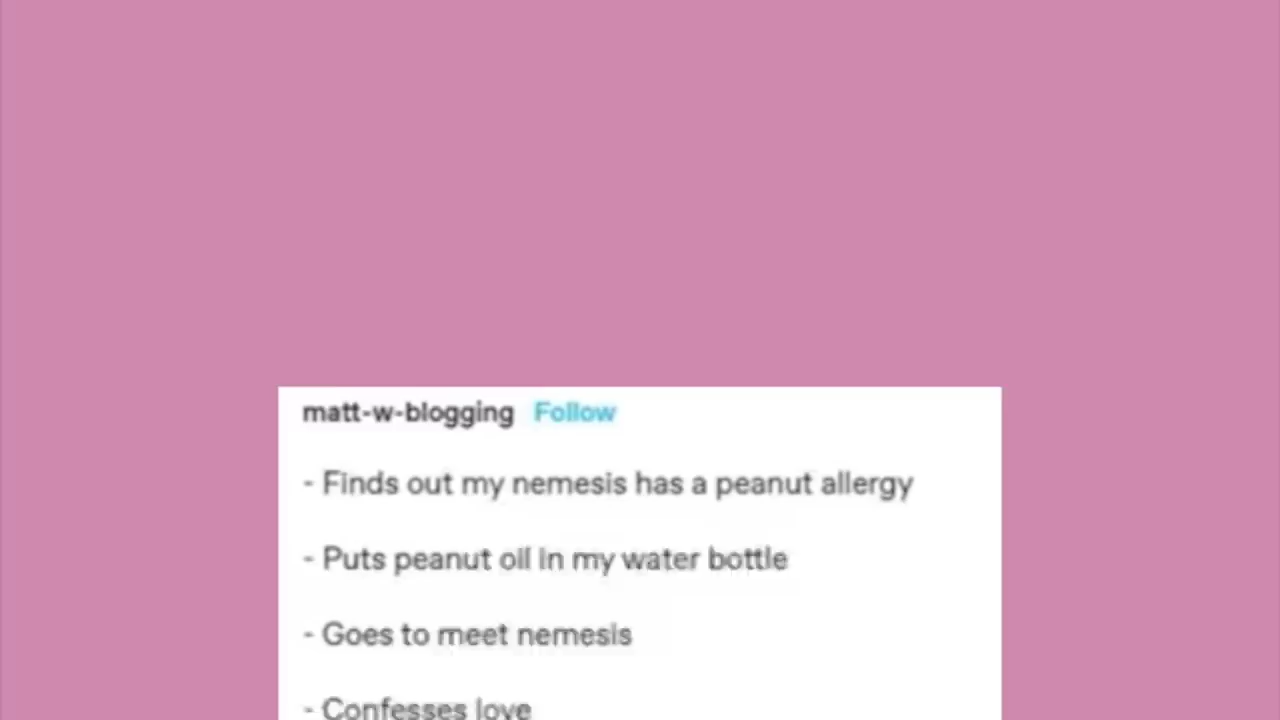 matt-w-blogging Follow
- Finds out my nemesis has a peanut allergy
- Puts peanut oil in my water bottle
- Goes to meet nemesis
- Confesses love